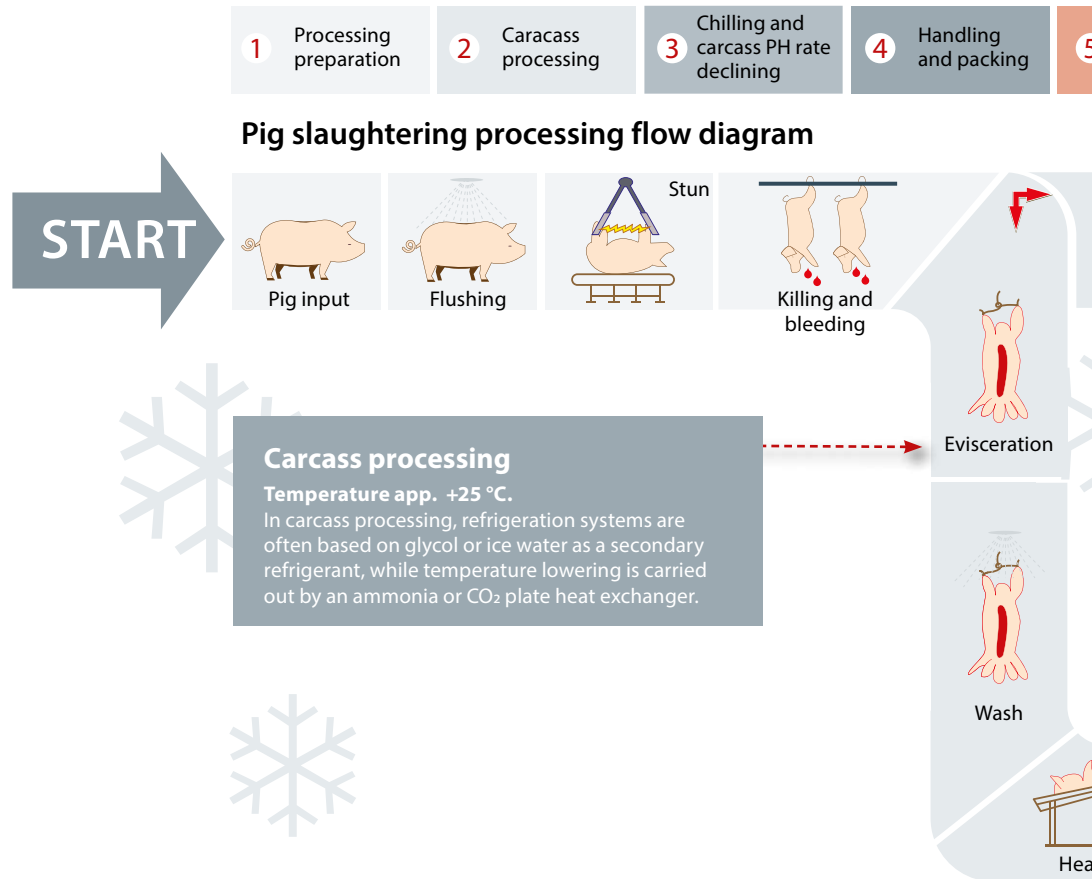 1 Processing
preparation
2 Caracass
processing
3 Chilling and
carcass PH rate
declining
4 Handling
and packing
5
Pig slaughtering processing flow diagram
START
Pig input
Flushing
Stun
Killing and
bleeding
Evisceration
Carcass processing
Temperature app. +25 °C.
In carcass processing, refrigeration systems are
often based on glycol or ice water as a secondary
refrigerant, while temperature lowering is carried
out by an ammonia or CO₂ plate heat exchanger.
Wash